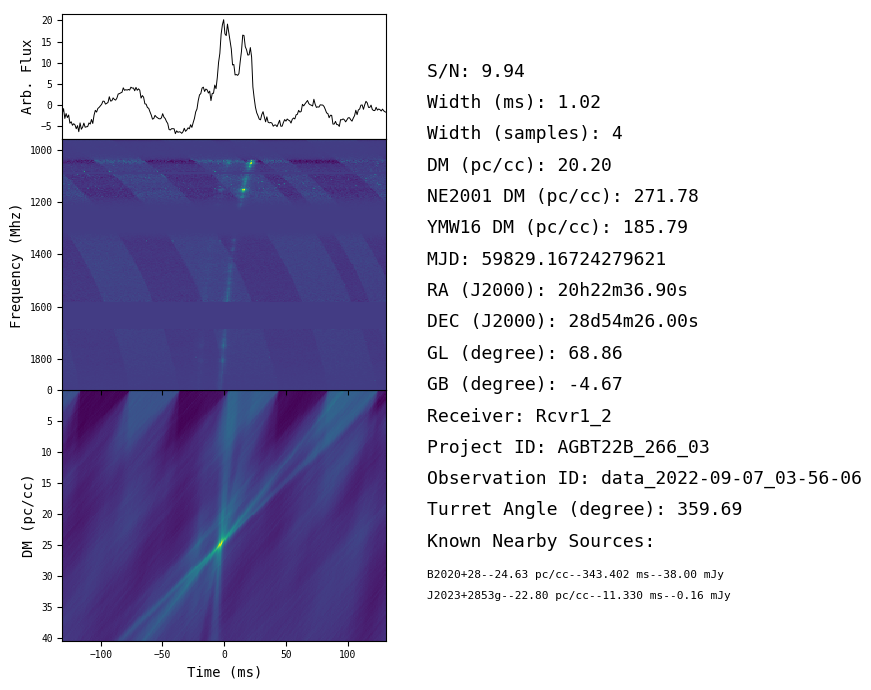 20
15
10
5
0
−5
Arb. Flux
1000
1200
1400
1600
1800
Frequency (Mhz)
0
5
10
15
20
25
30
35
40
DM (pc/cc)
−100 −50 0 50 100
Time (ms)
S/N: 9.94
Width (ms): 1.02
Width (samples): 4
DM (pc/cc): 20.20
NE2001 DM (pc/cc): 271.78
YMW16 DM (pc/cc): 185.79
MJD: 59829.16724279621
RA (J2000): 20h22m36.90s
DEC (J2000): 28d54m26.00s
GL (degree): 68.86
GB (degree): -4.67
Receiver: Rcvr1_2
Project ID: AGBT22B_266_03
Observation ID: data_2022-09-07_03-56-06
Turret Angle (degree): 359.69
Known Nearby Sources:
B2020+28--24.63 pc/cc--343.402 ms--38.00 mJy
J2023+2853g--22.80 pc/cc--11.330 ms--0.16 mJy